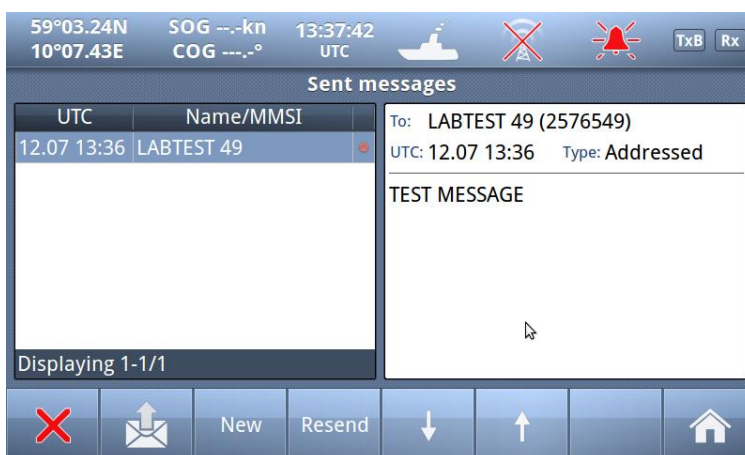 59°03.24N SOG --.-kn 13:37:42 TxB Rx
10°07.43E COG ---.-° UTC
Sent messages
UTC Name/MMSI
12.07 13:36 LABTEST 49
Displaying 1-1/1
To: LABTEST 49 (2576549)
UTC: 12.07 13:36 Type: Addressed
TEST MESSAGE
New Resend